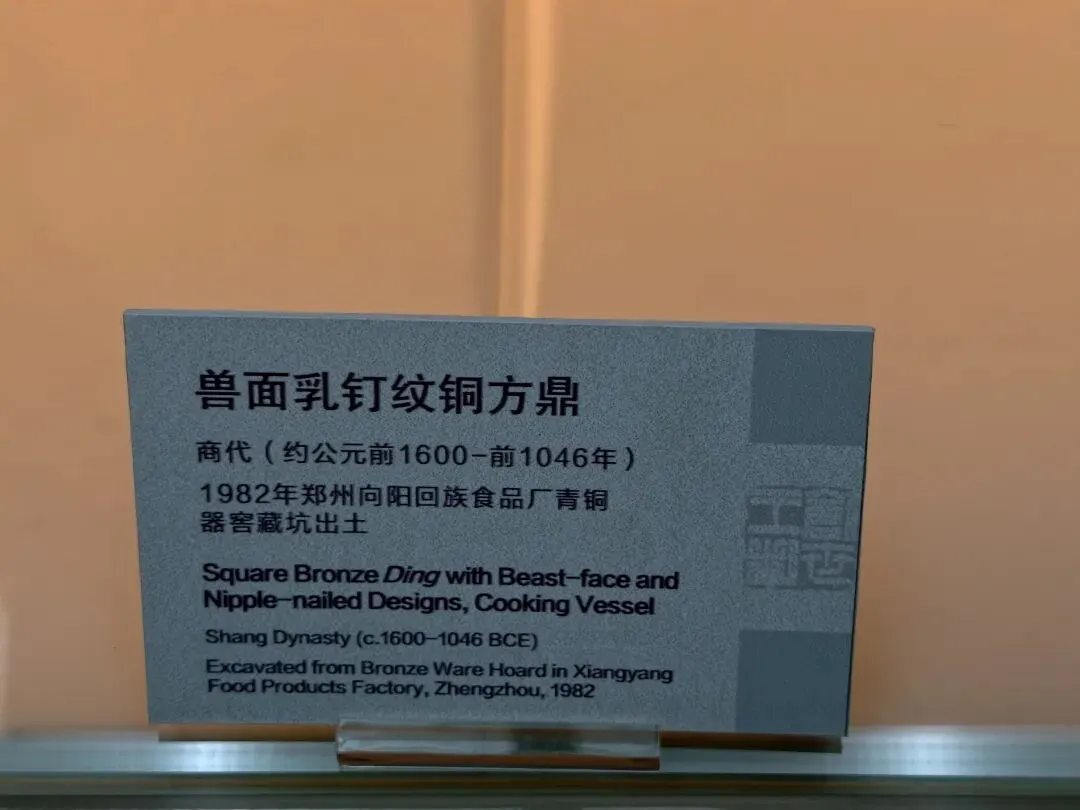 兽面乳钉纹铜方鼎
商代（约公元前1600-前1046年）
1982年郑州向阳回族食品厂青铜
器窖藏坑出土
Square Bronze Ding with Beast-face and
Nipple-nailed Designs, Cooking Vessel
Shang Dynasty (c.1600-1046 BCE)
Excavated from Bronze Ware Hoard in Xiangyang
Food Products Factory, Zhengzhou, 1982